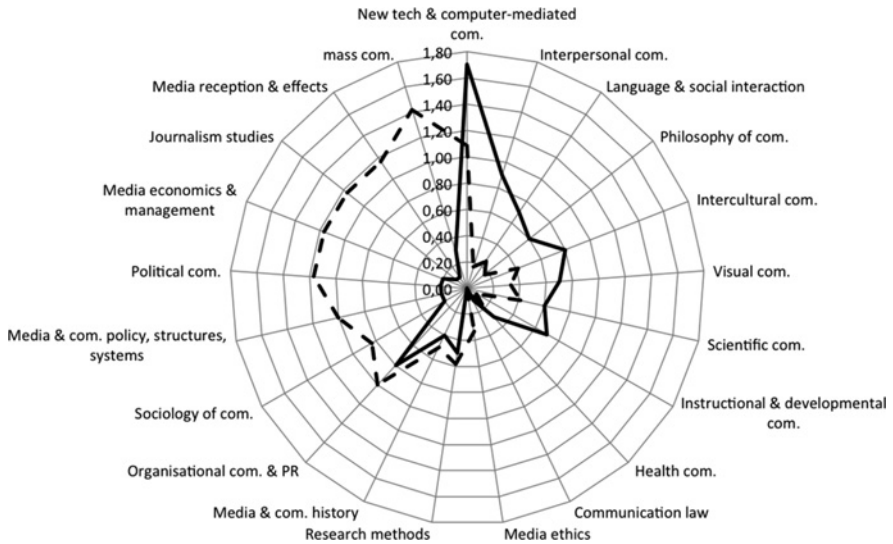 New tech & computer-mediated
com.
mass com.
Interpersonal com.
Media reception & effects
Language & social interaction
Journalism studies
Philosophy of com.
Media economics &
management
Intercultural com.
Political com.
Visual com.
Media & com. policy, structures,
systems
Scientific com.
Sociology of com.
Instructional & developmental
com.
Organisational com. & PR
Health com.
Media & com. history
Communication law
Research methods
Media ethics
1,80
1,60
1,40
1,20
1,00
0,80
0,60
0,40
0,20
0,00